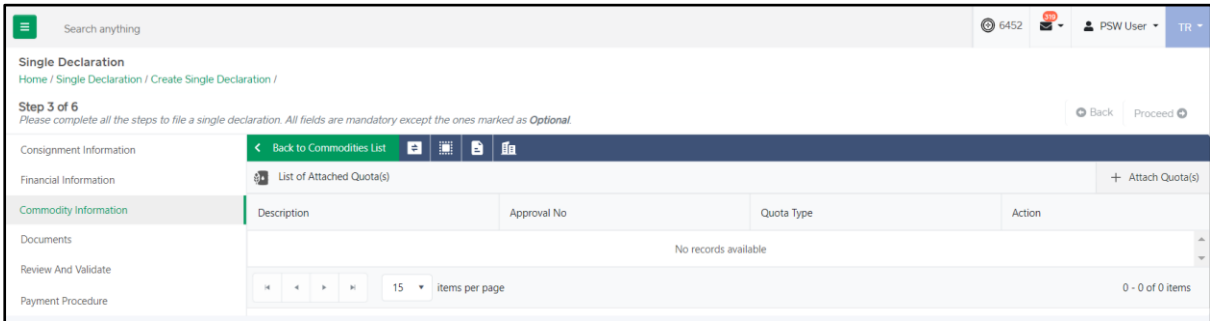 Search anything
6452
319
PSW User
TR
Single Declaration
Home / Single Declaration / Create Single Declaration /
Step 3 of 6
Please complete all the steps to file a single declaration. All fields are mandatory except the ones marked as Optional.
Back
Proceed
Consignment Information
Back to Commodities List
Financial Information
List of Attached Quota(s)
+ Attach Quota(s)
Commodity Information
Description
Approval No
Quota Type
Action
Documents
No records available
Review And Validate
15
items per page
0 - 0 of 0 items
Payment Procedure